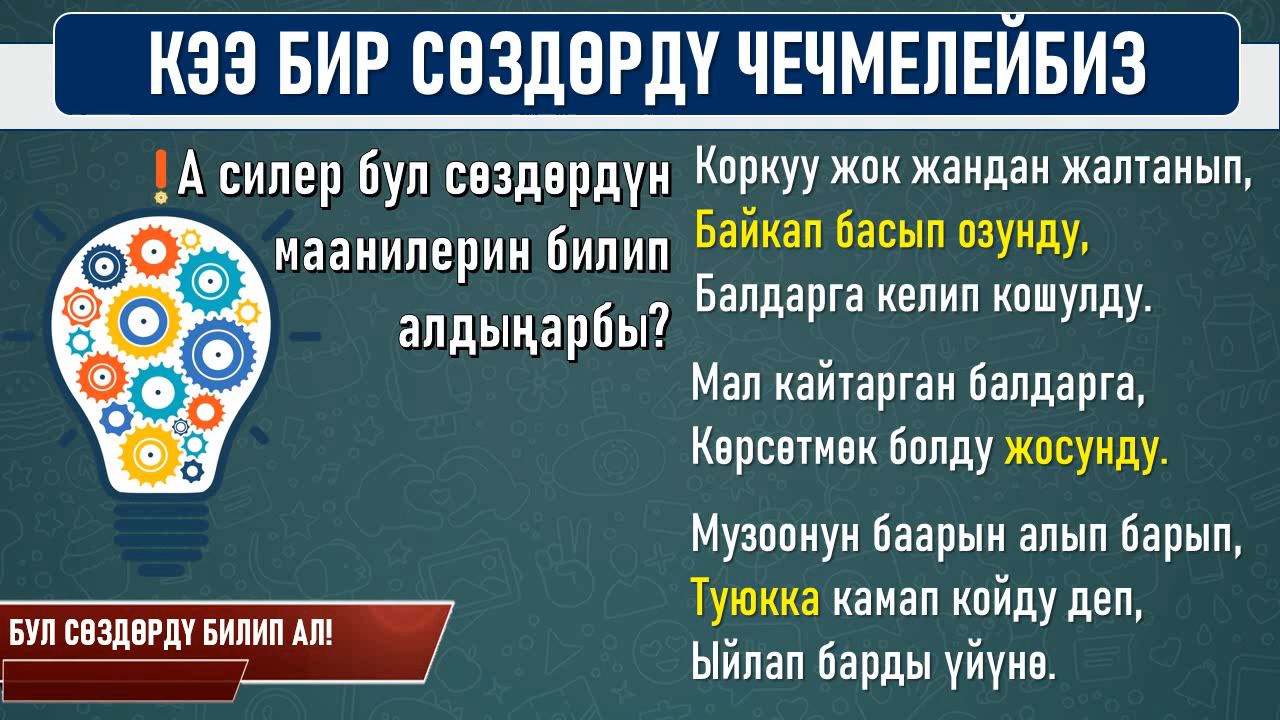 КЭЭ БИР СӨЗДӨРДҮ ЧЕЧМЕЛЕЙБИЗ
А силер бул сөздөрдүн
маанилерин билип
алдыңарбы?
Коркуу жок жандан жалтанып,
Байкап басып озунду,
Балдарга келип кошулду.
Мал кайтарган балдарга,
Көрсөтмөк болду жосунду.
Музоонун баарын алып барып,
Туюкка камап койду деп,
Ыйлап барды үйүнө.
БУЛ СӨЗДӨРДҮ БИЛИП АЛ!